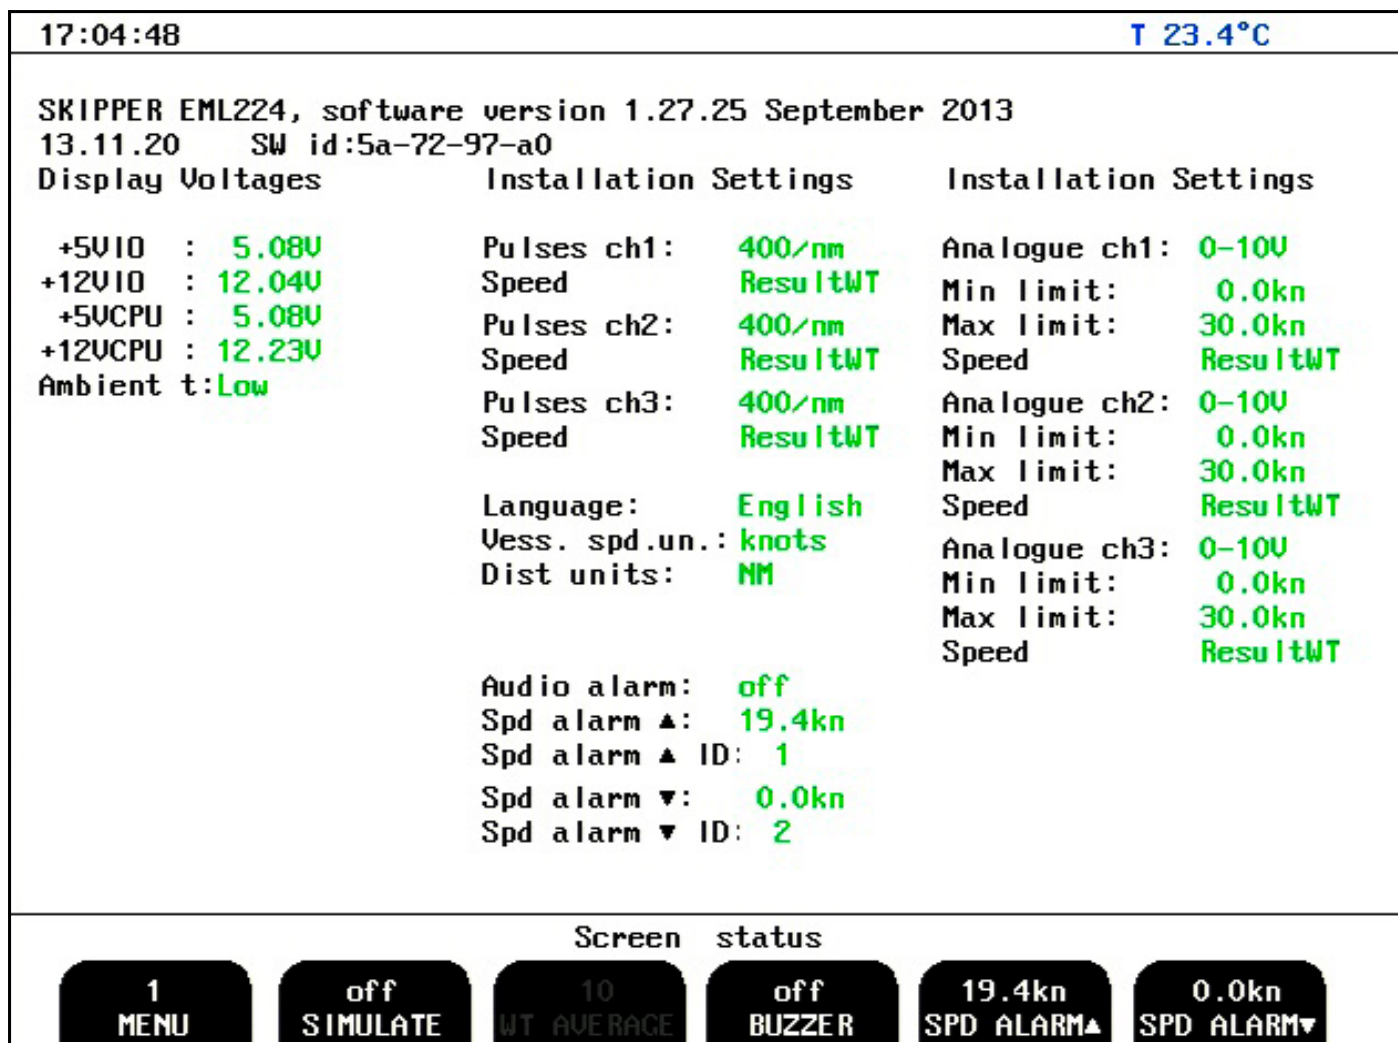 17:04:48 T 23.4°C
SKIPPER EML224, software version 1.27.25 September 2013
13.11.20 SW id:5a-72-97-a0
Display Voltages Installation Settings Installation Settings
+5VIO : 5.08V Pulses ch1: 400/nm Analogue ch1: 0-10V
+12VIO : 12.04V Speed ResultWT Min limit: 0.0kn
+5VCPU : 5.08V Pulses ch2: 400/nm Max limit: 30.0kn
+12VCPU : 12.23V Speed ResultWT Speed ResultWT
Ambient t:Low Pulses ch3: 400/nm Analogue ch2: 0-10V
Speed ResultWT Min limit: 0.0kn
Max limit: 30.0kn
Language: English Speed ResultWT
Vess. spd.un.: knots Analogue ch3: 0-10V
Dist units: NM Min limit: 0.0kn
Max limit: 30.0kn
Speed ResultWT
Audio alarm: off
Spd alarm ▲: 19.4kn
Spd alarm ▲ ID: 1
Spd alarm ▼: 0.0kn
Spd alarm ▼ ID: 2
Screen status
1 off 10 off 19.4kn 0.0kn
MENU SIMULATE WT AVERAGE BUZZER SPD ALARM▲ SPD ALARM▼